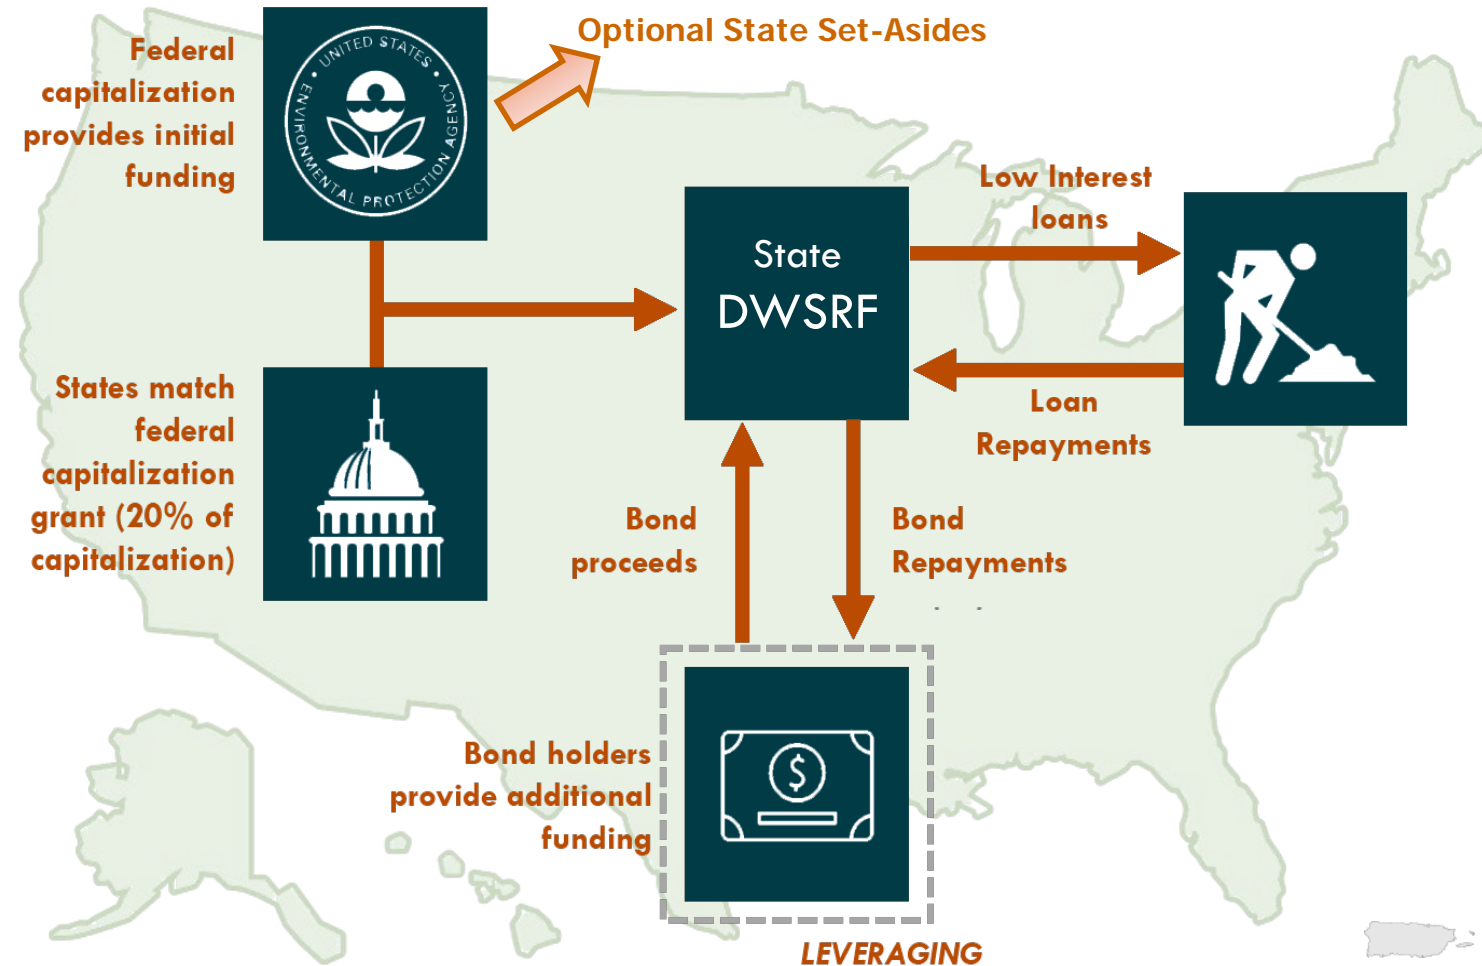 Optional State Set-Asides
Federal
capitalization
provides initial
funding
UNITED STATES
ENVIRONMENTAL PROTECTION AGENCY
Low Interest
loans
State
DWSRF
Loan
Repayments
States match
federal
capitalization
grant (20% of
capitalization)
Bond
proceeds
Bond
Repayments
Bond holders
provide additional
funding
$
LEVERAGING